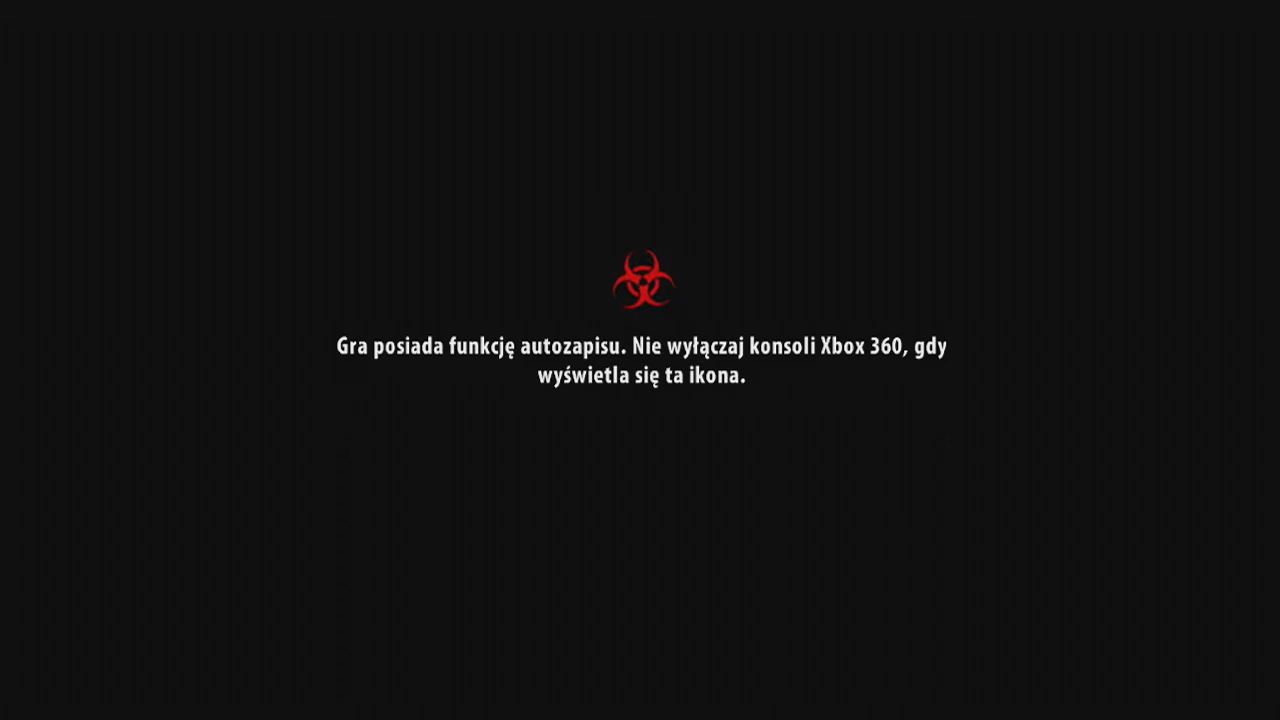 Gra posiada funkcję autozapisu. Nie wyłączaj konsoli Xbox 360, gdy
wyświetla się ta ikona.